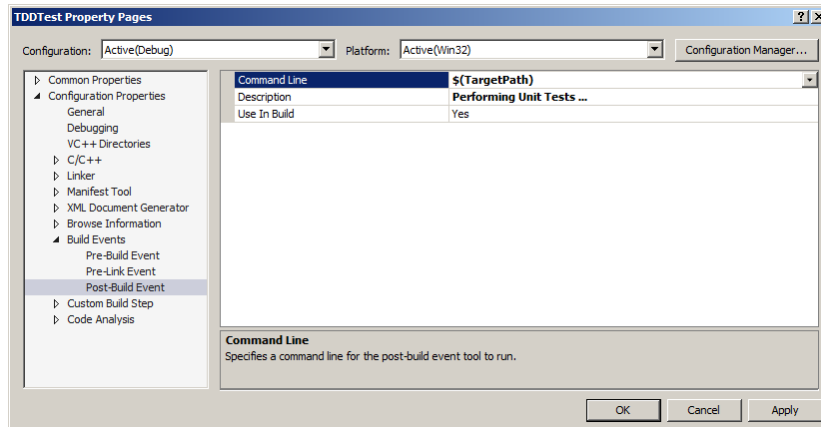 TDDTest Property Pages
Configuration: Active(Debug) Platform: Active(Win32) Configuration Manager...
Common Properties
Configuration Properties
General
Debugging
VC++ Directories
C/C++
Linker
Manifest Tool
XML Document Generator
Browse Information
Build Events
Pre-Build Event
Pre-Link Event
Post-Build Event
Custom Build Step
Code Analysis
Command Line $(TargetPath)
Description Performing Unit Tests ...
Use In Build Yes
Command Line
Specifies a command line for the post-build event tool to run.
OK Cancel Apply